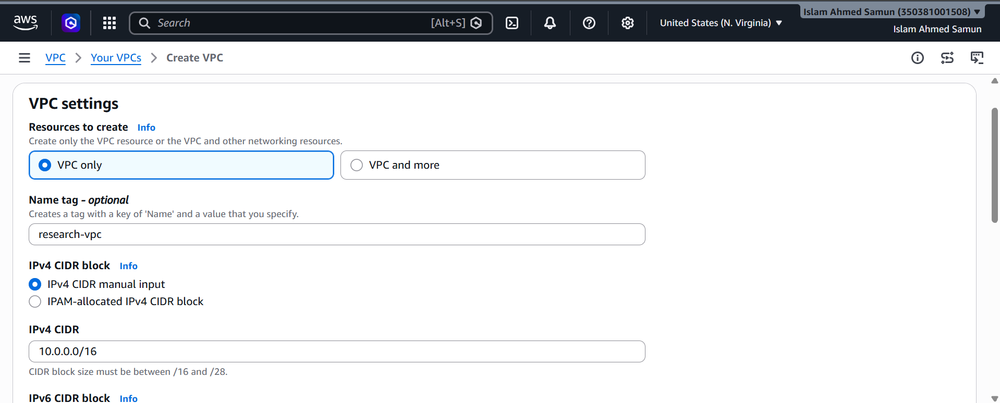 aws
Search [Alt+S]
United States (N. Virginia)
Islam Ahmed Samun (350381001508)
Islam Ahmed Samun
VPC
Your VPCs
Create VPC
VPC settings
Resources to create Info
Create only the VPC resource or the VPC and other networking resources.
VPC only
VPC and more
Name tag - optional
Creates a tag with a key of 'Name' and a value that you specify.
research-vpc
IPv4 CIDR block Info
IPv4 CIDR manual input
IPAM-allocated IPv4 CIDR block
IPv4 CIDR
10.0.0.0/16
CIDR block size must be between /16 and /28.
IPv6 CIDR block Info